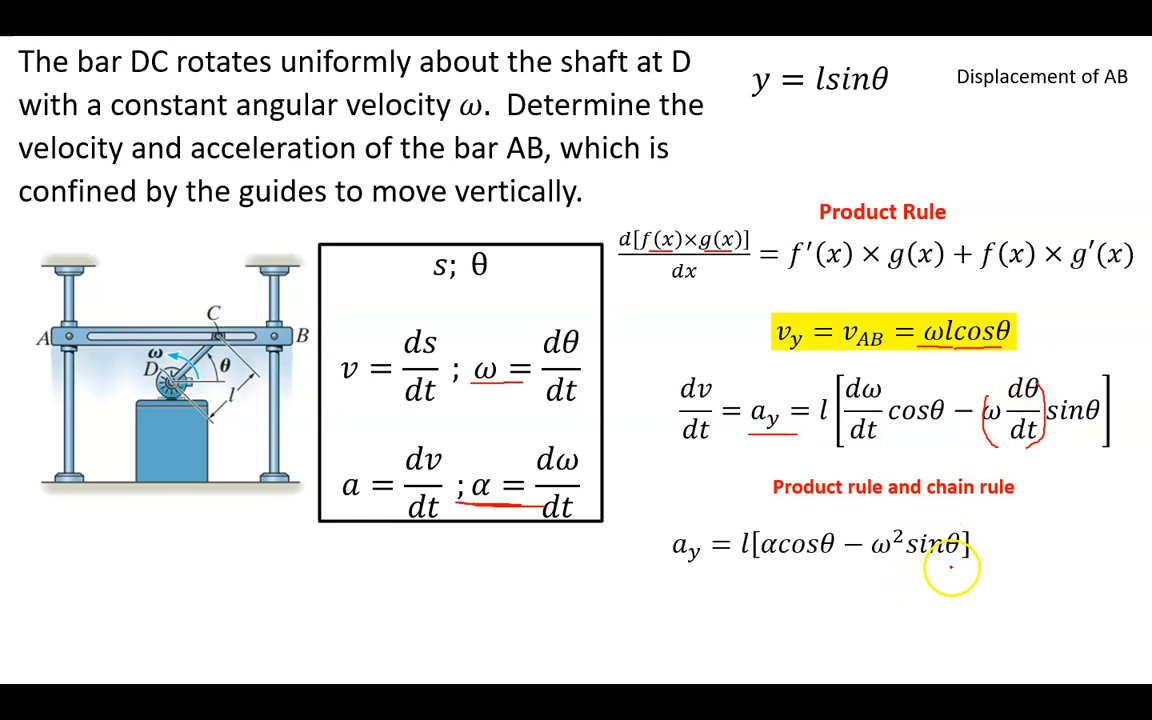 The bar DC rotates uniformly about the shaft at D
with a constant angular velocity ω. Determine the
velocity and acceleration of the bar AB, which is
confined by the guides to move vertically.
y = lsinθ
Displacement of AB
Product Rule
d[f(x)×g(x)]/dx = f′(x) × g(x) + f(x) × g′(x)
A
B
C
D
ω
θ
l
s; θ
v = ds/dt ; ω = dθ/dt
a = dv/dt ; α = dω/dt
v_y = v_AB = ωlcosθ
dv/dt = a_y = l[dω/dt cosθ − ω dθ/dt sinθ]
Product rule and chain rule
a_y = l[αcosθ − ω²sinθ]